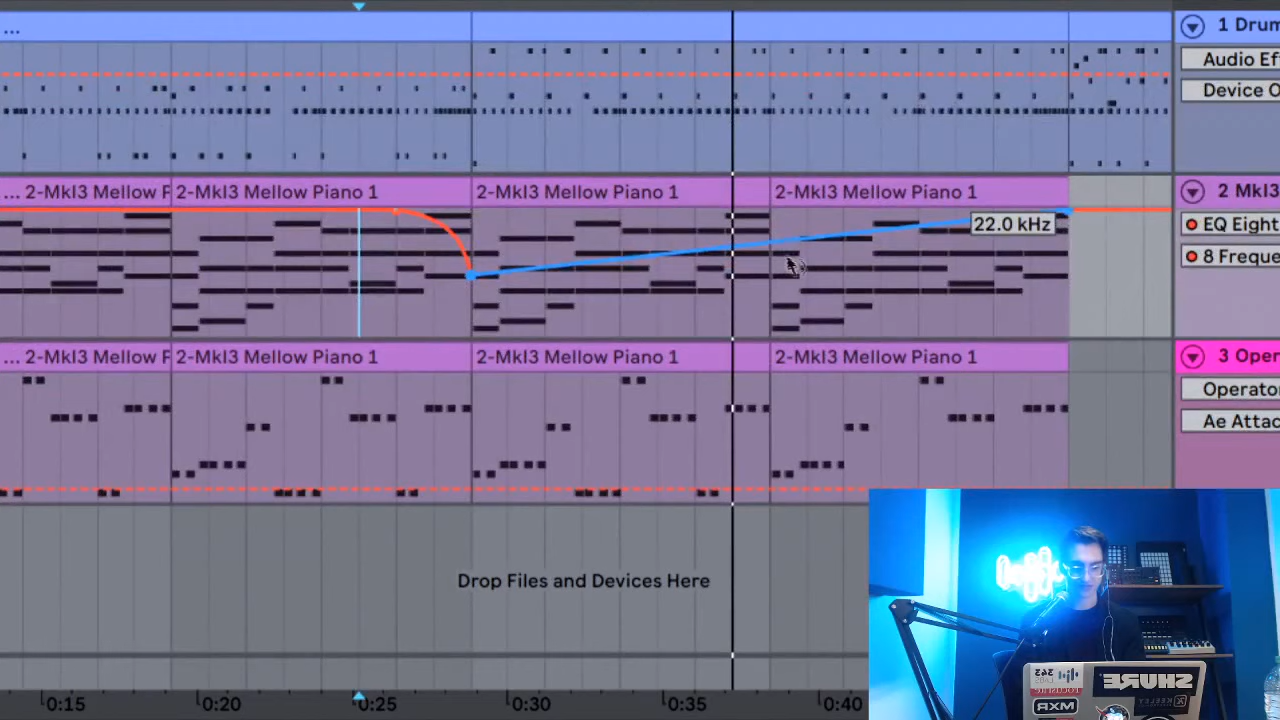 ...
1 Drum
Audio Ef
Device O
... 2-MkI3 Mellow P
2-MkI3 Mellow Piano 1
2-MkI3 Mellow Piano 1
2-MkI3 Mellow Piano 1
2 MkI3
22.0 kHz
EQ Eight
8 Freque
... 2-MkI3 Mellow P
2-MkI3 Mellow Piano 1
2-MkI3 Mellow Piano 1
2-MkI3 Mellow Piano 1
3 Oper
Operato
Ae Attac
Drop Files and Devices Here
0:15
0:20
0:25
0:30
0:35
0:40
SHURE
MXR
KEELEY